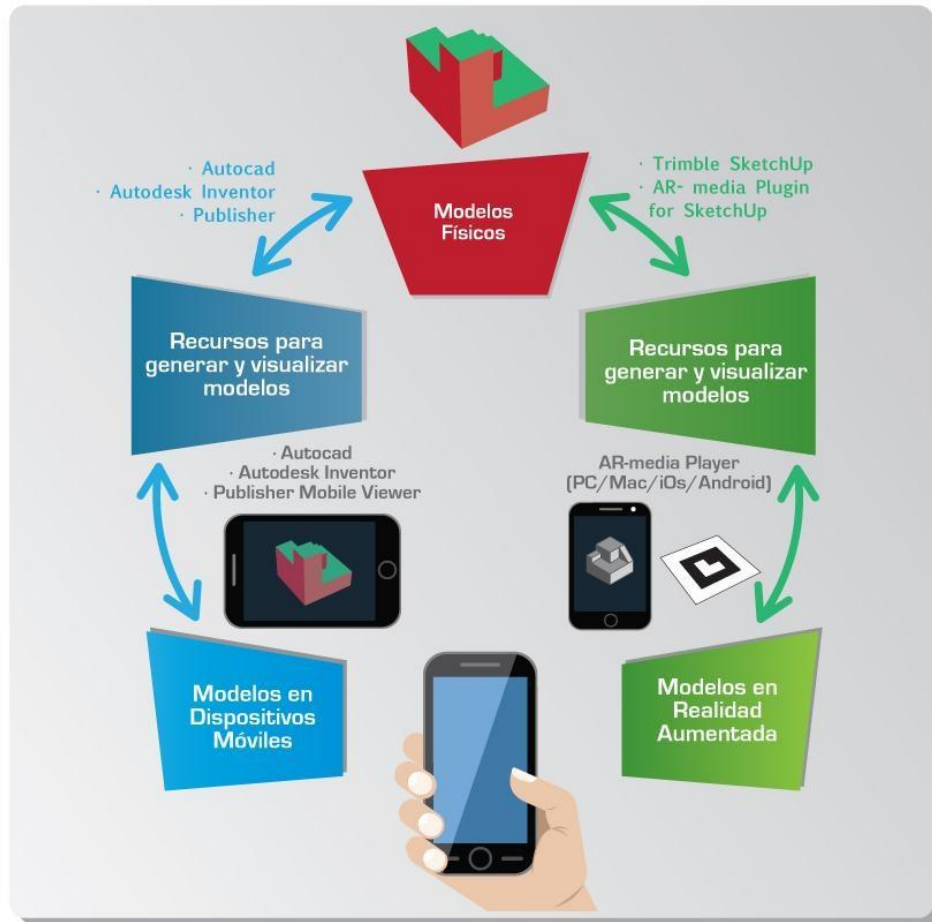 · Autocad
· Autodesk Inventor
· Publisher
· Trimble SketchUp
· AR- media Plugin
for SketchUp
Modelos
Físicos
Recursos para
generar y visualizar
modelos
Recursos para
generar y visualizar
modelos
· Autocad
· Autodesk Inventor
· Publisher Mobile Viewer
AR-media Player
(PC/Mac/iOs/Android)
Modelos en
Dispositivos
Móviles
Modelos en
Realidad
Aumentada